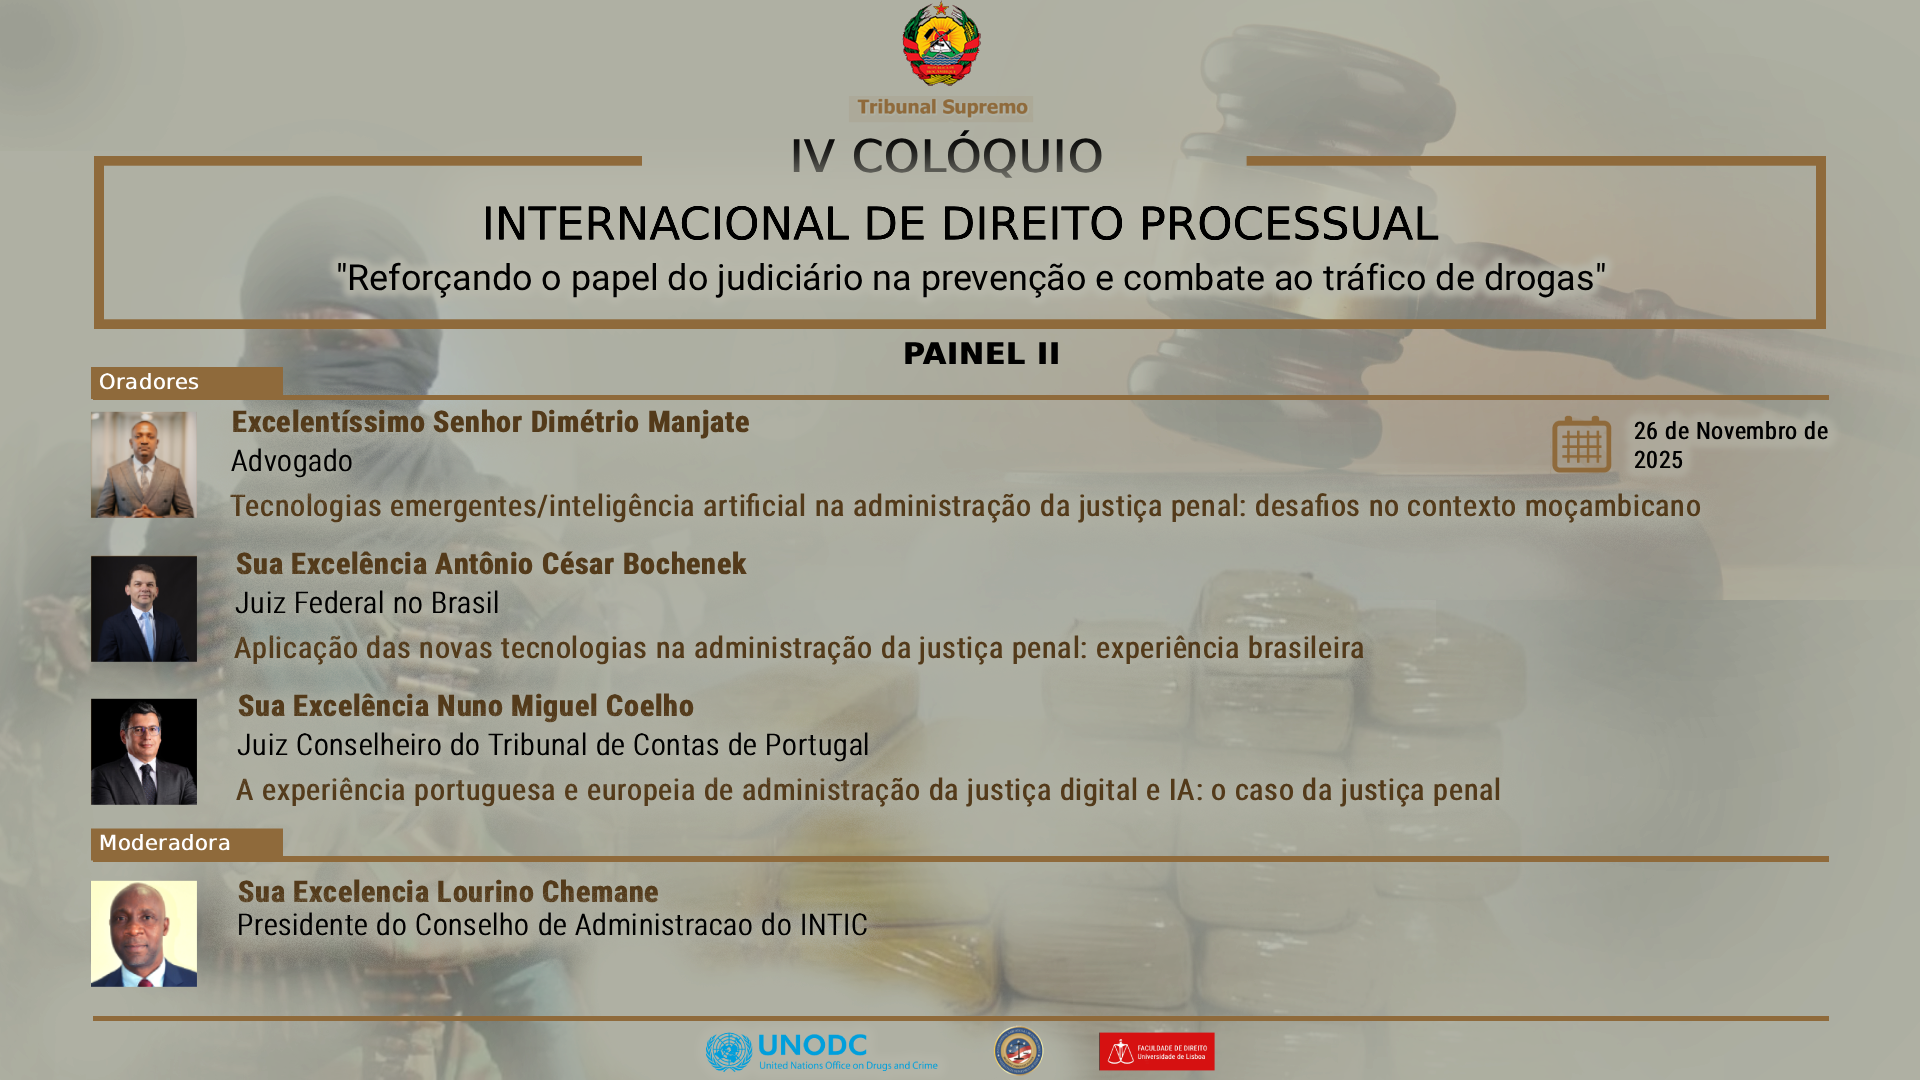 Tribunal Supremo
IV COLÓQUIO
INTERNACIONAL DE DIREITO PROCESSUAL
"Reforçando o papel do judiciário na prevenção e combate ao tráfico de drogas"
PAINEL II
Oradores
Excelentíssimo Senhor Dimétrio Manjate
Advogado
26 de Novembro de
2025
Tecnologias emergentes/inteligência artificial na administração da justiça penal: desafios no contexto moçambicano
Sua Excelência Antônio César Bochenek
Juiz Federal no Brasil
Aplicação das novas tecnologias na administração da justiça penal: experiência brasileira
Sua Excelência Nuno Miguel Coelho
Juiz Conselheiro do Tribunal de Contas de Portugal
A experiência portuguesa e europeia de administração da justiça digital e IA: o caso da justiça penal
Moderadora
Sua Excelencia Lourino Chemane
Presidente do Conselho de Administracao do INTIC
UNODC
United Nations Office on Drugs and Crime
FACULDADE DE DIREITO
Universidade de Lisboa